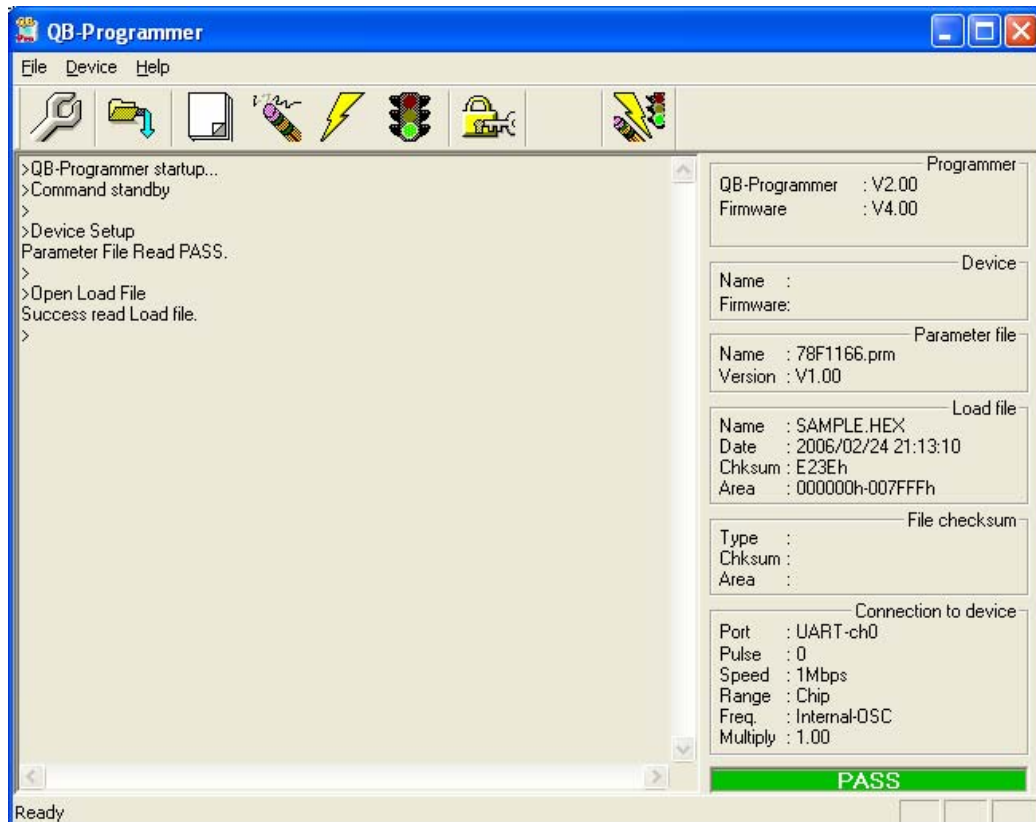 QB-Programmer
File Device Help
>QB-Programmer startup...
>Command standby
>
>Device Setup
Parameter File Read PASS.
>
>Open Load File
Success read Load file.
>
Programmer
QB-Programmer : V2.00
Firmware : V4.00
Device
Name :
Firmware:
Parameter file
Name : 78F1166.prm
Version : V1.00
Load file
Name : SAMPLE.HEX
Date : 2006/02/24 21:13:10
Chksum : E23Eh
Area : 000000h-007FFFh
File checksum
Type :
Chksum :
Area :
Connection to device
Port : UART-ch0
Pulse : 0
Speed : 1Mbps
Range : Chip
Freq. : Internal-OSC
Multiply : 1.00
PASS
Ready